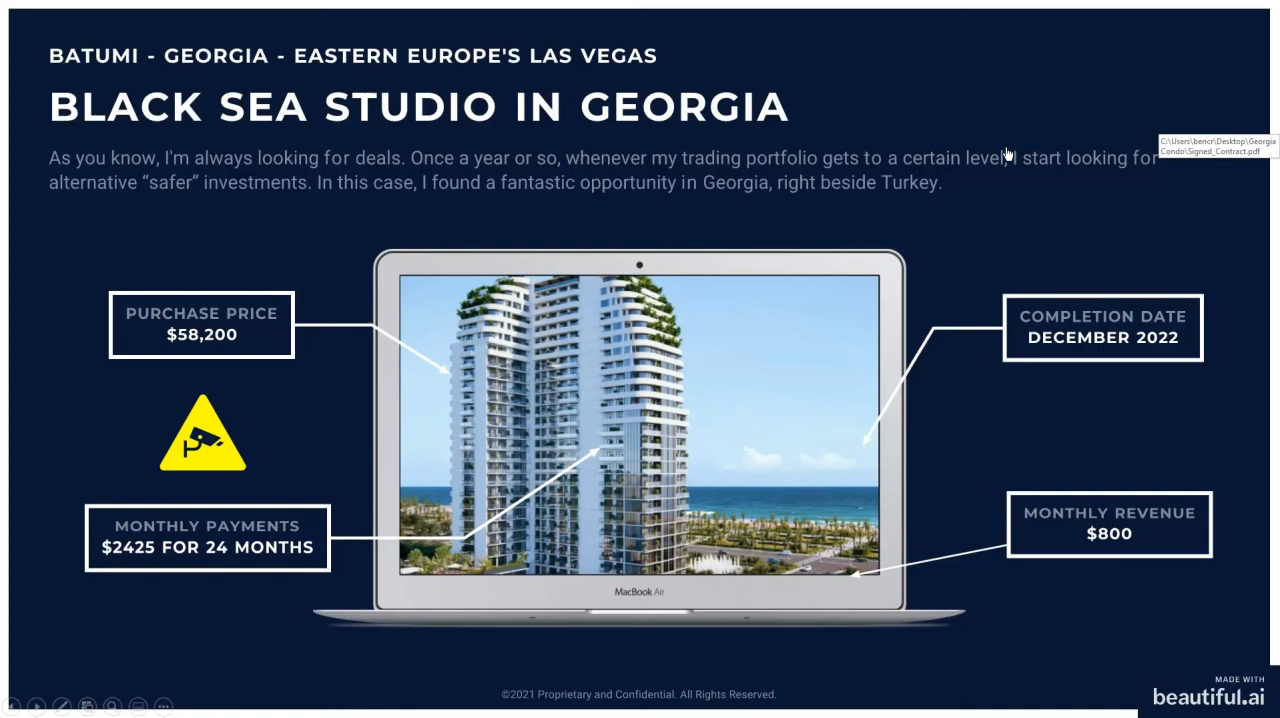 BATUMI - GEORGIA - EASTERN EUROPE'S LAS VEGAS
BLACK SEA STUDIO IN GEORGIA
As you know, I'm always looking for deals. Once a year or so, whenever my trading portfolio gets to a certain level, I start looking for
alternative “safer” investments. In this case, I found a fantastic opportunity in Georgia, right beside Turkey.
C:\Users\bencr\Desktop\Georgia
Condo\Signed_Contract.pdf
PURCHASE PRICE
$58,200
COMPLETION DATE
DECEMBER 2022
MONTHLY PAYMENTS
$2425 FOR 24 MONTHS
MONTHLY REVENUE
$800
MacBook Air
©2021 Proprietary and Confidential. All Rights Reserved.
MADE WITH
beautiful.ai